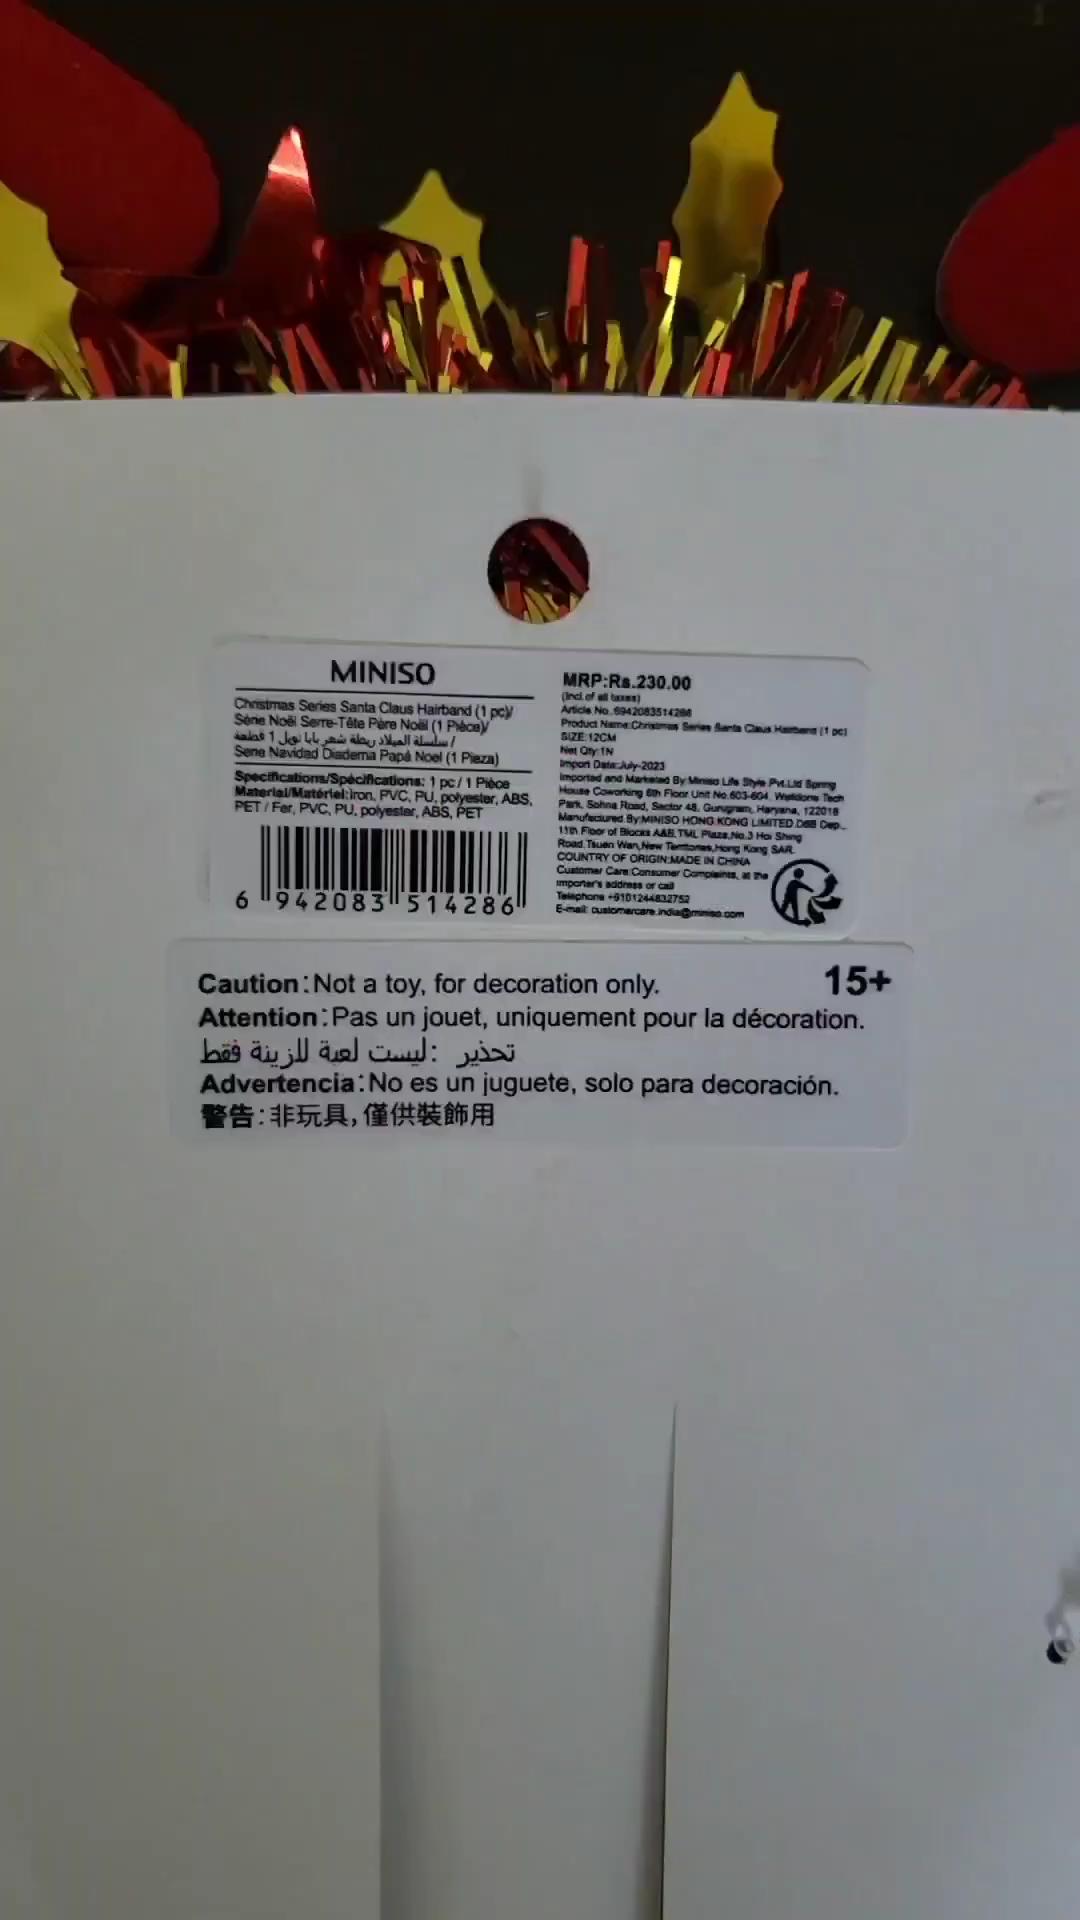 MINISO
Christmas Series Santa Claus Hairband (1 pc)/
Série Noël Serre-Tête Père Noël (1 Pièce)/
سلسلة الميلاد ربطة شعر بابا نويل 1 قطعة /
Serie Navidad Diadema Papá Noel (1 Pieza)
Specifications/Spécifications: 1 pc / 1 Pièce
Material/Matériel:Iron, PVC, PU, polyester, ABS,
PET / Fer, PVC, PU, polyester, ABS, PET
6 942083 514286
MRP:Rs.230.00
(Incl.of all taxes)
Article No.:6942083514286
Product Name:Christmas Series Santa Claus Hairband (1 pc)
SIZE:12CM
Net Qty:1N
Import Date:July-2023
Imported and Marketed By:Miniso Life Style Pvt.Ltd Spring
House Coworking 6th Floor Unit No.603-604, Welldone Tech
Park, Sohna Road, Sector 48, Gurugram, Haryana, 122018
Manufactured By:MINISO HONG KONG LIMITED.D&B Dep.,
11th Floor of Blocks A&B,TML Plaza,No.3 Hoi Shing
Road,Tsuen Wan,New Territories,Hong Kong SAR.
COUNTRY OF ORIGIN:MADE IN CHINA
Customer Care:Consumer Complaints, at the
importer's address or call
Telephone +9101244832752
E-mail: customercare.india@miniso.com
Caution:Not a toy, for decoration only.
15+
Attention:Pas un jouet, uniquement pour la décoration.
تحذير :ليست لعبة للزينة فقط
Advertencia:No es un juguete, solo para decoración.
警告:非玩具,僅供裝飾用